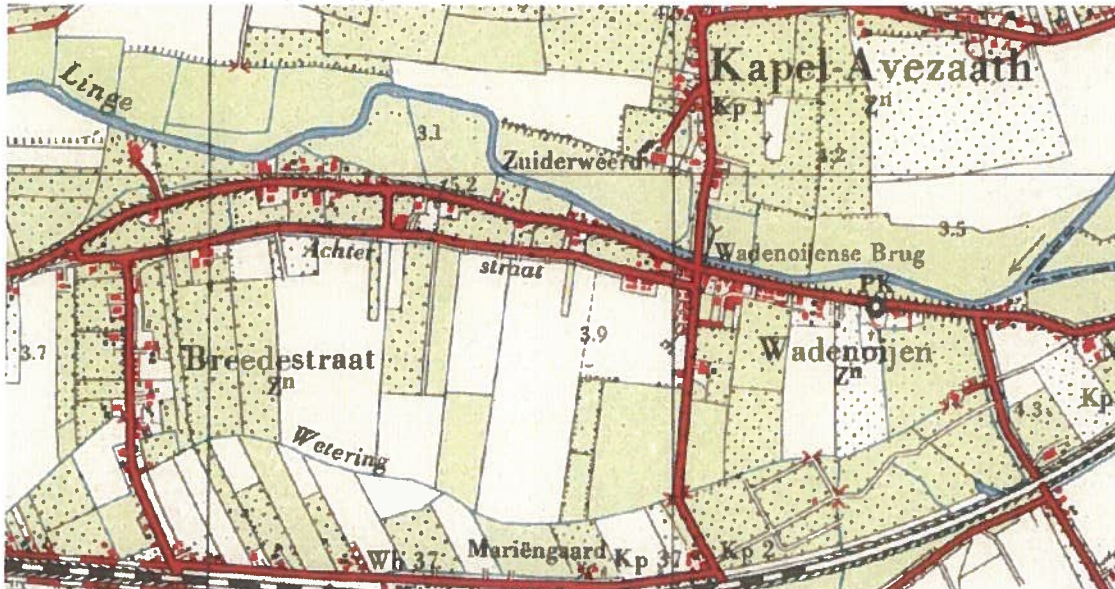 Kapel-Avezaath
Zn
Linge
Kp 1
3.1
Zuiderweerd
3.2
15.2
3.5
Achter
straat
Wadenoijense Brug
PK
3.7
3.9
Breedestraat
Zn
Wadenoijen
Zn
Kp
4.3
Wetering
Wh 37
Mariëngaard
Kp 37
Kp 2